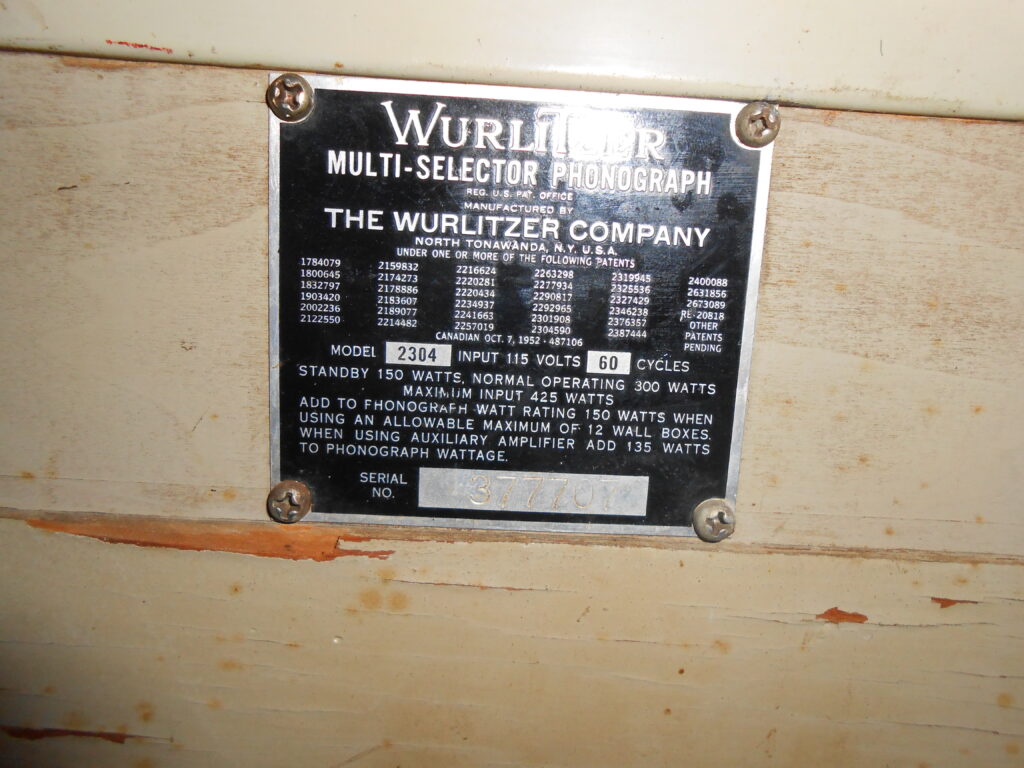 WURLITZER
MULTI-SELECTOR PHONOGRAPH
REG. U.S. PAT. OFFICE
MANUFACTURED BY
THE WURLITZER COMPANY
NORTH TONAWANDA, N.Y. U.S.A.
UNDER ONE OR MORE OF THE FOLLOWING PATENTS
1784079 2159832 2216624 2263298 2319945 2400088
1800645 2174273 2220281 2277934 2325536 2631856
1832797 2178886 2220434 2290817 2327429 2673089
1903420 2183607 2234937 2292965 2346238 RE-20818
2002236 2189077 2241663 2301908 2376357 OTHER
2122550 2214482 2257019 2304590 2387444 PATENTS
PENDING
CANADIAN OCT. 7, 1952 - 487106
MODEL 2304 INPUT 115 VOLTS 60 CYCLES
STANDBY 150 WATTS, NORMAL OPERATING 300 WATTS
MAXIMUM INPUT 425 WATTS
ADD TO PHONOGRAPH WATT RATING 150 WATTS WHEN
USING AN ALLOWABLE MAXIMUM OF 12 WALL BOXES.
WHEN USING AUXILIARY AMPLIFIER ADD 135 WATTS
TO PHONOGRAPH WATTAGE.
SERIAL
NO. 377707